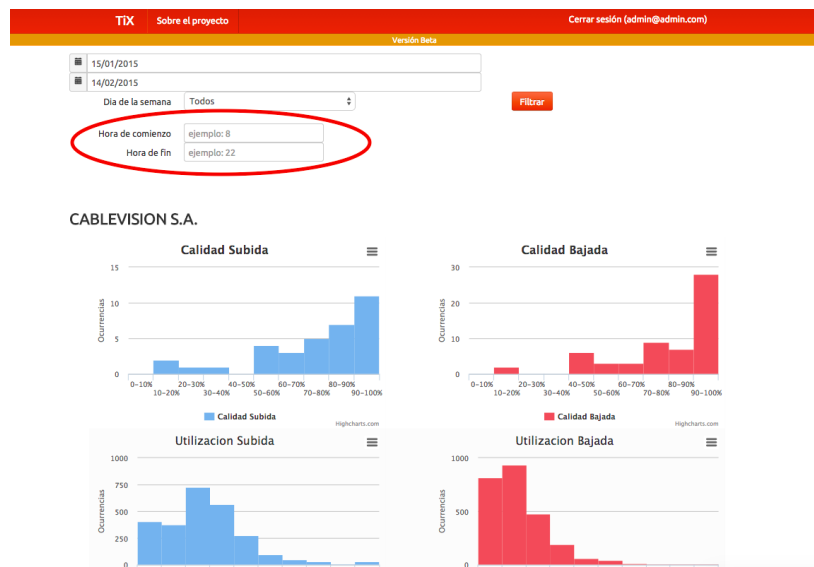 TiX Sobre el proyecto Cerrar sesión (admin@admin.com)
Versión Beta
15/01/2015
14/02/2015
Dia de la semana Todos Filtrar
Hora de comienzo ejemplo: 8
Hora de fin ejemplo: 22
CABLEVISION S.A.
Calidad Subida
15
10
5
0
Ocurrencias
0-10% 20-30% 40-50% 60-70% 80-90%
10-20% 30-40% 50-60% 70-80% 90-100%
Calidad Subida
Highcharts.com
Calidad Bajada
30
20
10
0
Ocurrencias
0-10% 20-30% 40-50% 60-70% 80-90%
10-20% 30-40% 50-60% 70-80% 90-100%
Calidad Bajada
Highcharts.com
Utilizacion Subida
1000
750
500
250
0
Ocurrencias
Utilizacion Bajada
1000
500
0
Ocurrencias